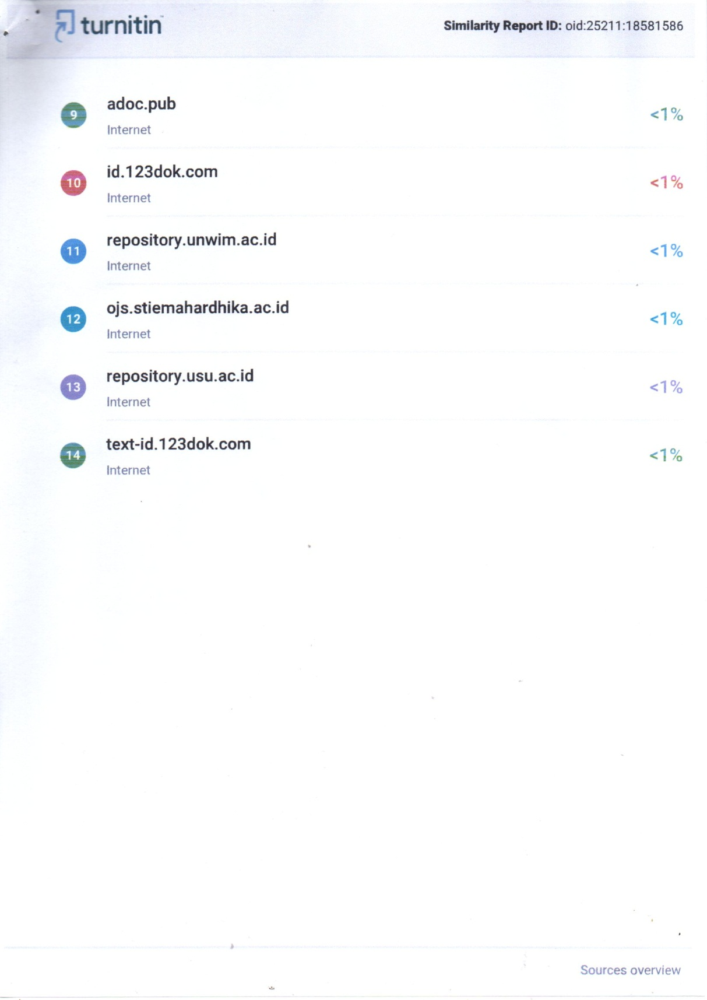 turnitin
Similarity Report ID: oid:25211:18581586
9
adoc.pub
<1%
Internet
10
id.123dok.com
<1%
Internet
11
repository.unwim.ac.id
<1%
Internet
12
ojs.stiemahardhika.ac.id
<1%
Internet
13
repository.usu.ac.id
<1%
Internet
14
text-id.123dok.com
<1%
Internet
Sources overview